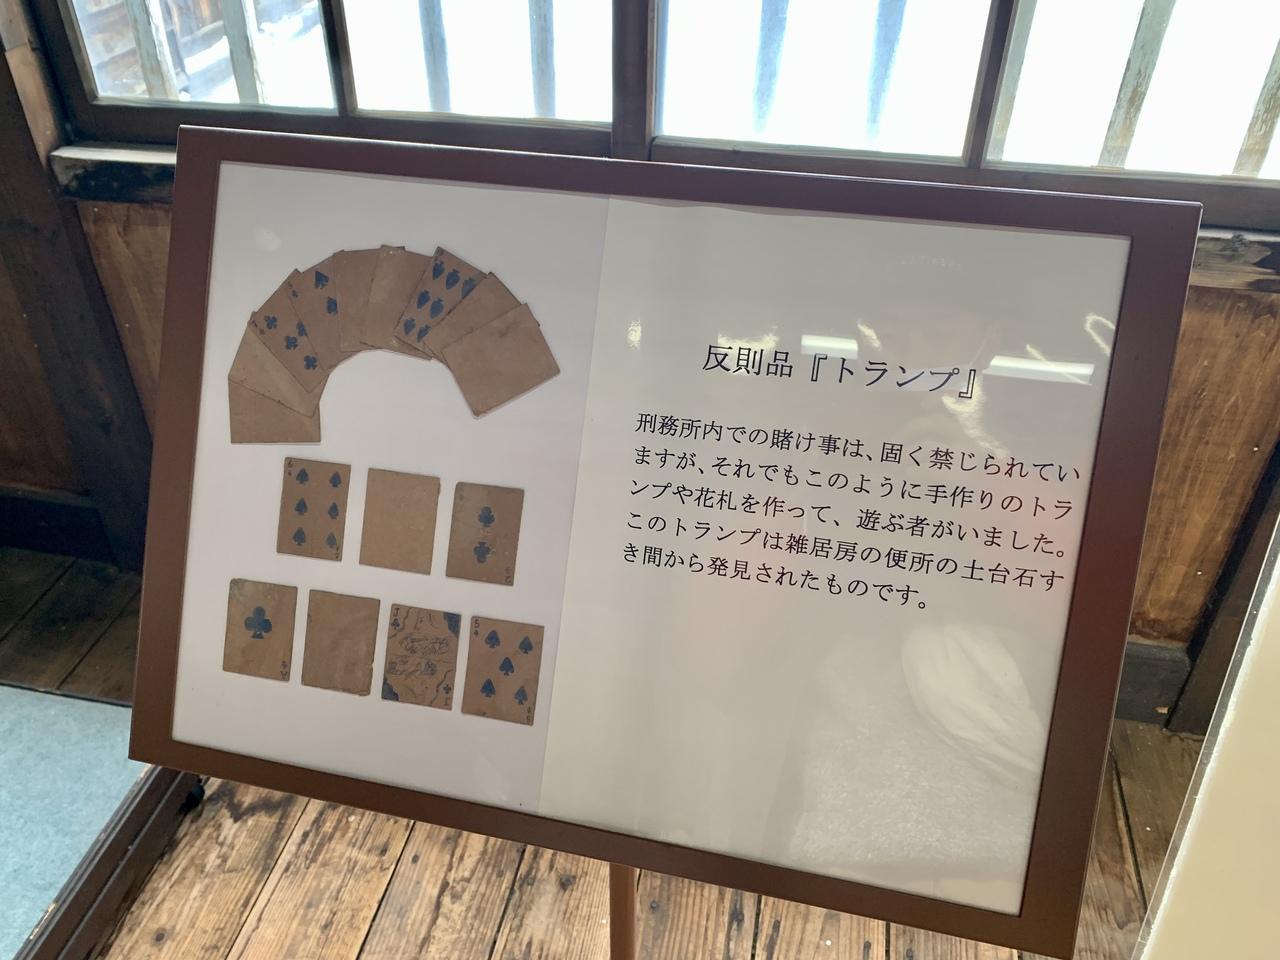 反則品『トランプ』
刑務所内での賭け事は､固く禁じられてい
ますが､それでもこのように手作りのトラ
ンプや花札を作って、遊ぶ者がいました。
このトランプは雑居房の便所の土台石す
き間から発見されたものです。
6
J
5